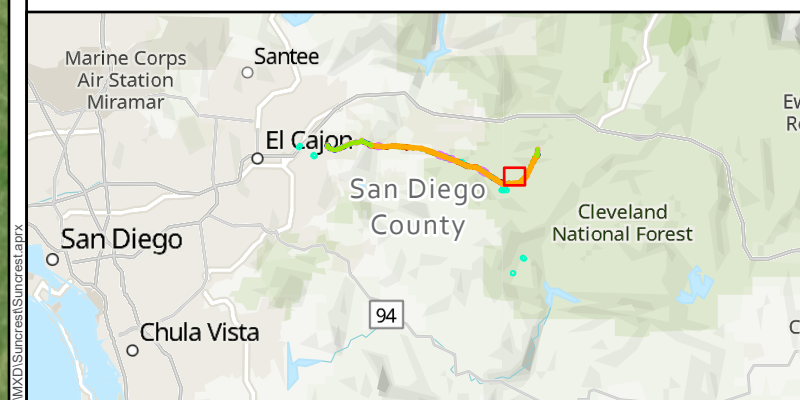 Santee
Marine Corps
Air Station
Miramar
El Cajon
San Diego
County
Cleveland
National Forest
San Diego
94
Chula Vista
\MXD\Suncrest\Suncrest.aprx